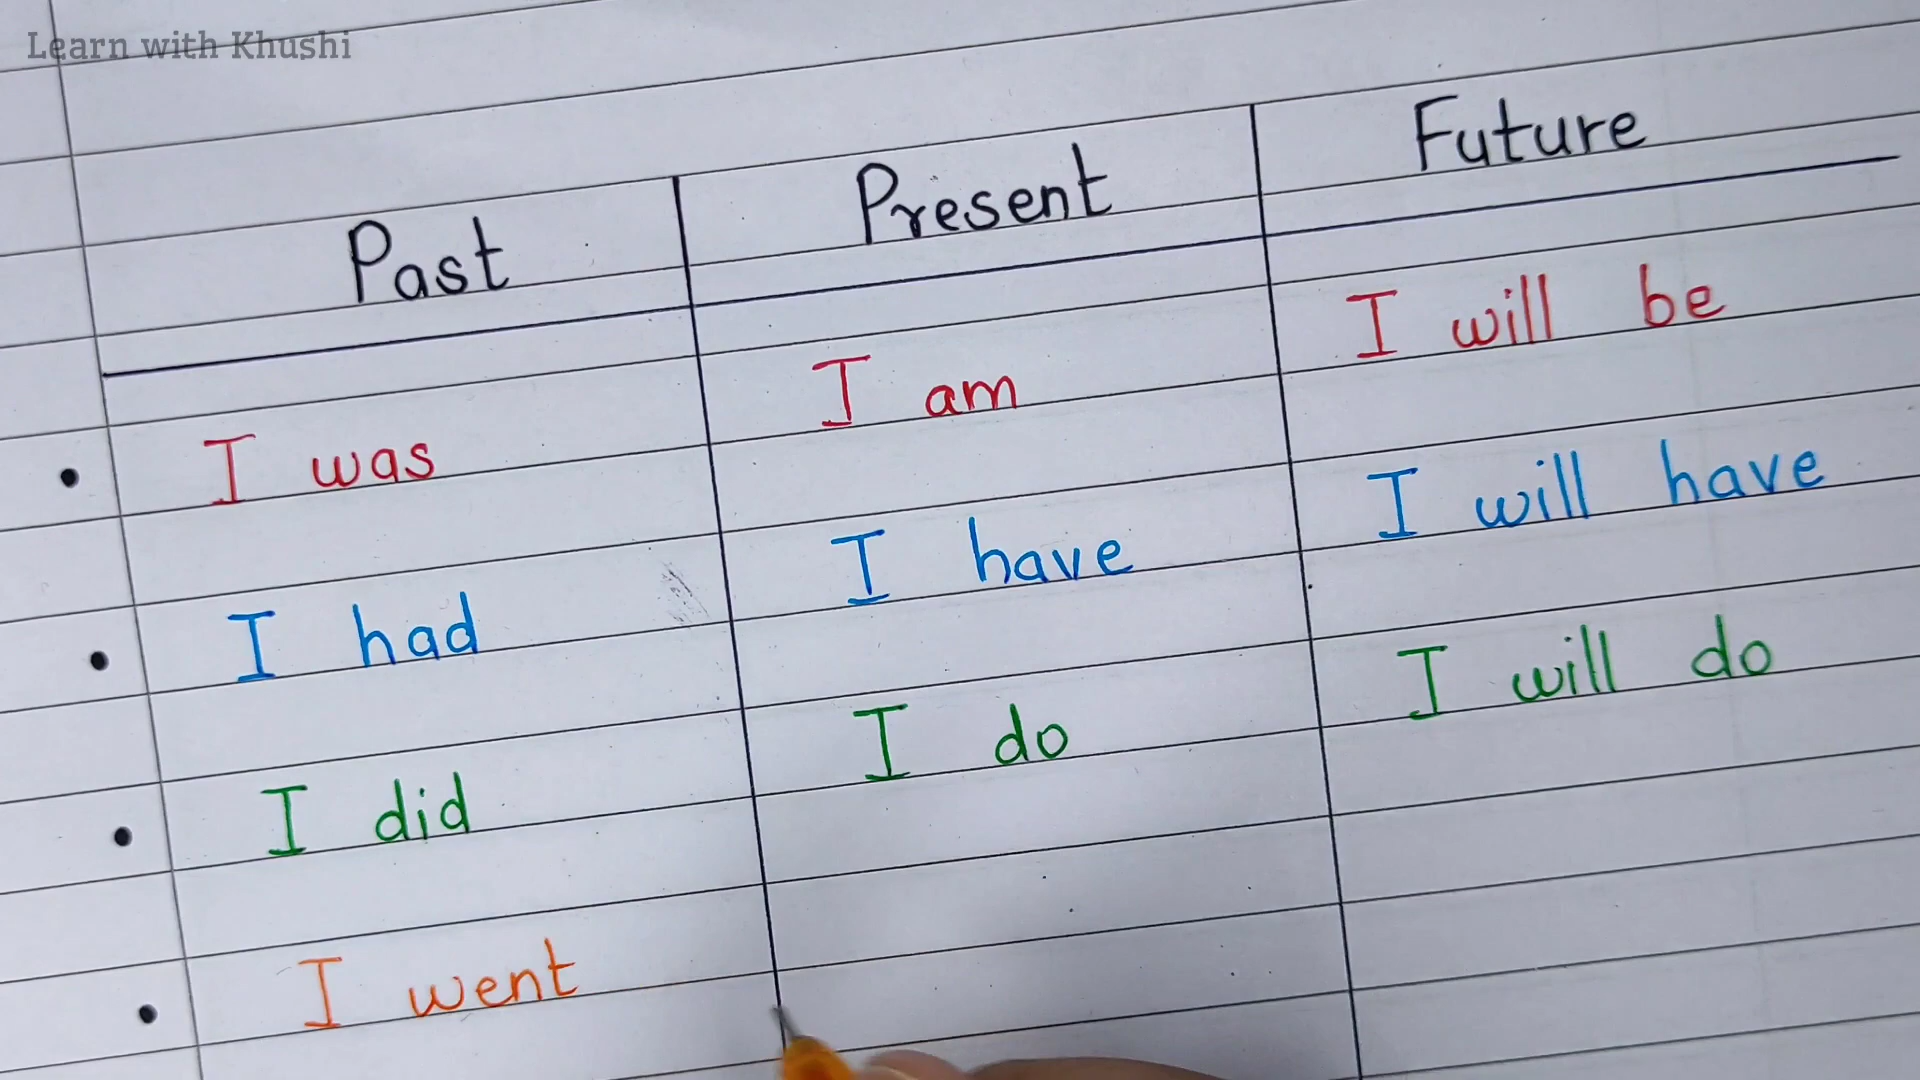 Learn with Khushi
Past Present Future
I was I am I will be
I had I have I will have
I did I do I will do
I went